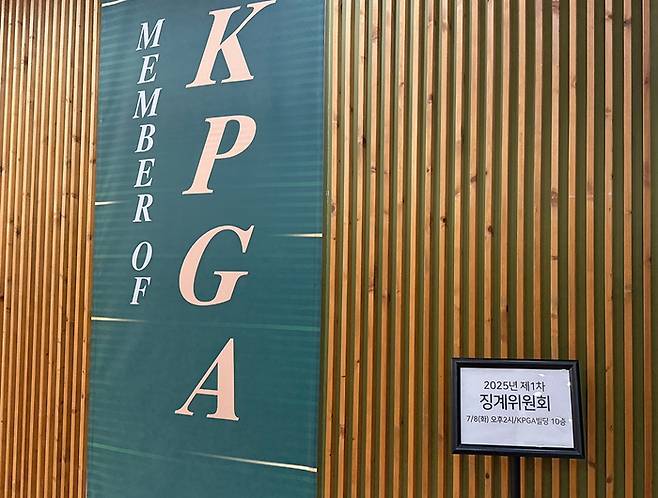 MEMBER OF
KPGA
2025년 제1차
징계위원회
7/8(화) 오후2시/KPGA빌딩 10층